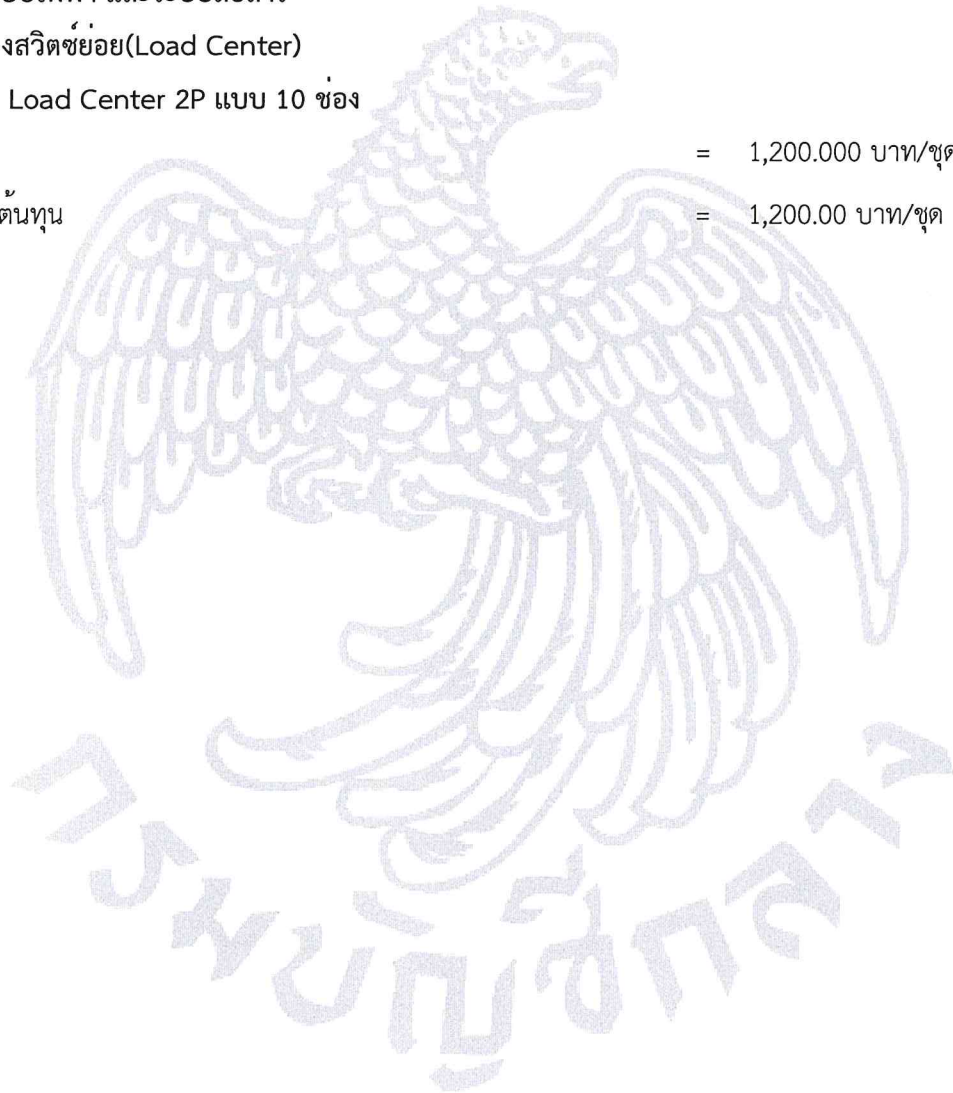 งสวิตซ์ย่อย(Load Center)
Load Center 2P แบบ 10 ช่อง
= 1,200.000 บาท/ชุด
ต้นทุน = 1,200.00 บาท/ชุด
กรมบัญชีกลาง